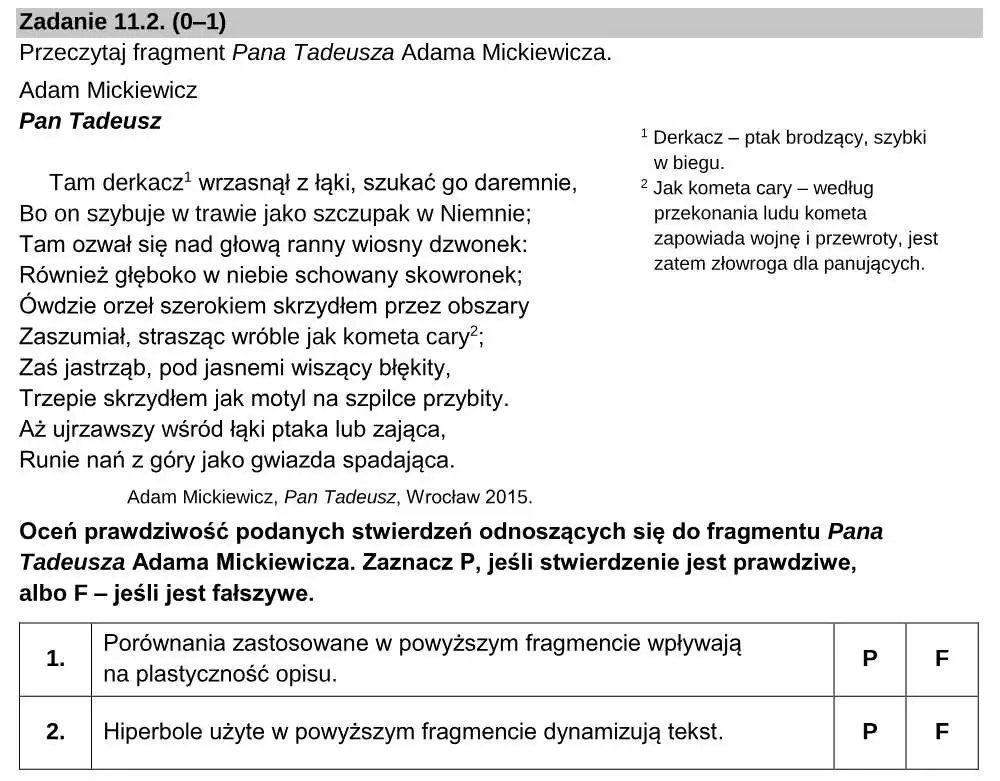 Zadanie 11.2. (0–1)
Przeczytaj fragment Pana Tadeusza Adama Mickiewicza.
Adam Mickiewicz
Pan Tadeusz
Tam derkacz¹ wrzasnął z łąki, szukać go daremnie,
Bo on szybuje w trawie jako szczupak w Niemnie;
Tam ozwał się nad głową ranny wiosny dzwonek:
Również głęboko w niebie schowany skowronek;
Ówdzie orzeł szerokiem skrzydłem przez obszary
Zaszumiał, strasząc wróble jak kometa cary²;
Zaś jastrząb, pod jasnemi wiszący błękity,
Trzepie skrzydłem jak motyl na szpilce przybity.
Aż ujrzawszy wśród łąki ptaka lub zająca,
Runie nań z góry jako gwiazda spadająca.
Adam Mickiewicz, Pan Tadeusz, Wrocław 2015.
¹ Derkacz – ptak brodzący, szybki
w biegu.
² Jak kometa cary – według
przekonania ludu kometa
zapowiada wojnę i przewroty, jest
zatem złowroga dla panujących.
Oceń prawdziwość podanych stwierdzeń odnoszących się do fragmentu Pana
Tadeusza Adama Mickiewicza. Zaznacz P, jeśli stwierdzenie jest prawdziwe,
albo F – jeśli jest fałszywe.
1. Porównania zastosowane w powyższym fragmencie wpływają
na plastyczność opisu. P F
2. Hiperbole użyte w powyższym fragmencie dynamizują tekst. P F